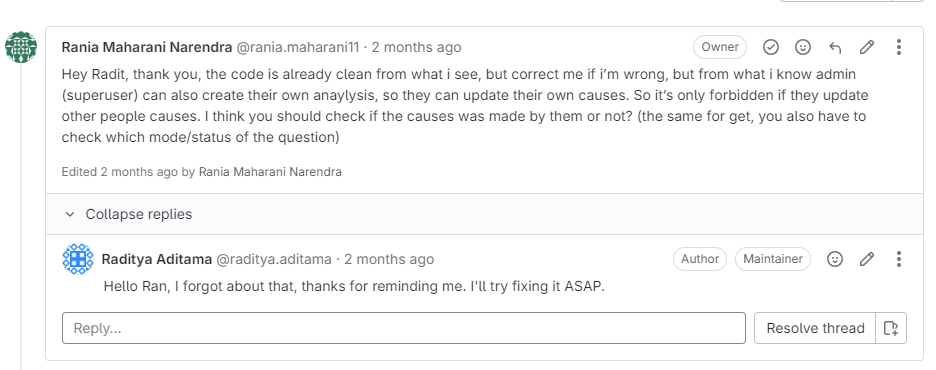 Rania Maharani Narendra @rania.maharani11 · 2 months ago
Owner
Hey Radit, thank you, the code is already clean from what i see, but correct me if i'm wrong, but from what i know admin
(superuser) can also create their own anaylysis, so they can update their own causes. So it's only forbidden if they update
other people causes. I think you should check if the causes was made by them or not? (the same for get, you also have to
check which mode/status of the question)
Edited 2 months ago by Rania Maharani Narendra
Collapse replies
Raditya Aditama @raditya.aditama · 2 months ago
Author
Maintainer
Hello Ran, I forgot about that, thanks for reminding me. I'll try fixing it ASAP.
Reply...
Resolve thread